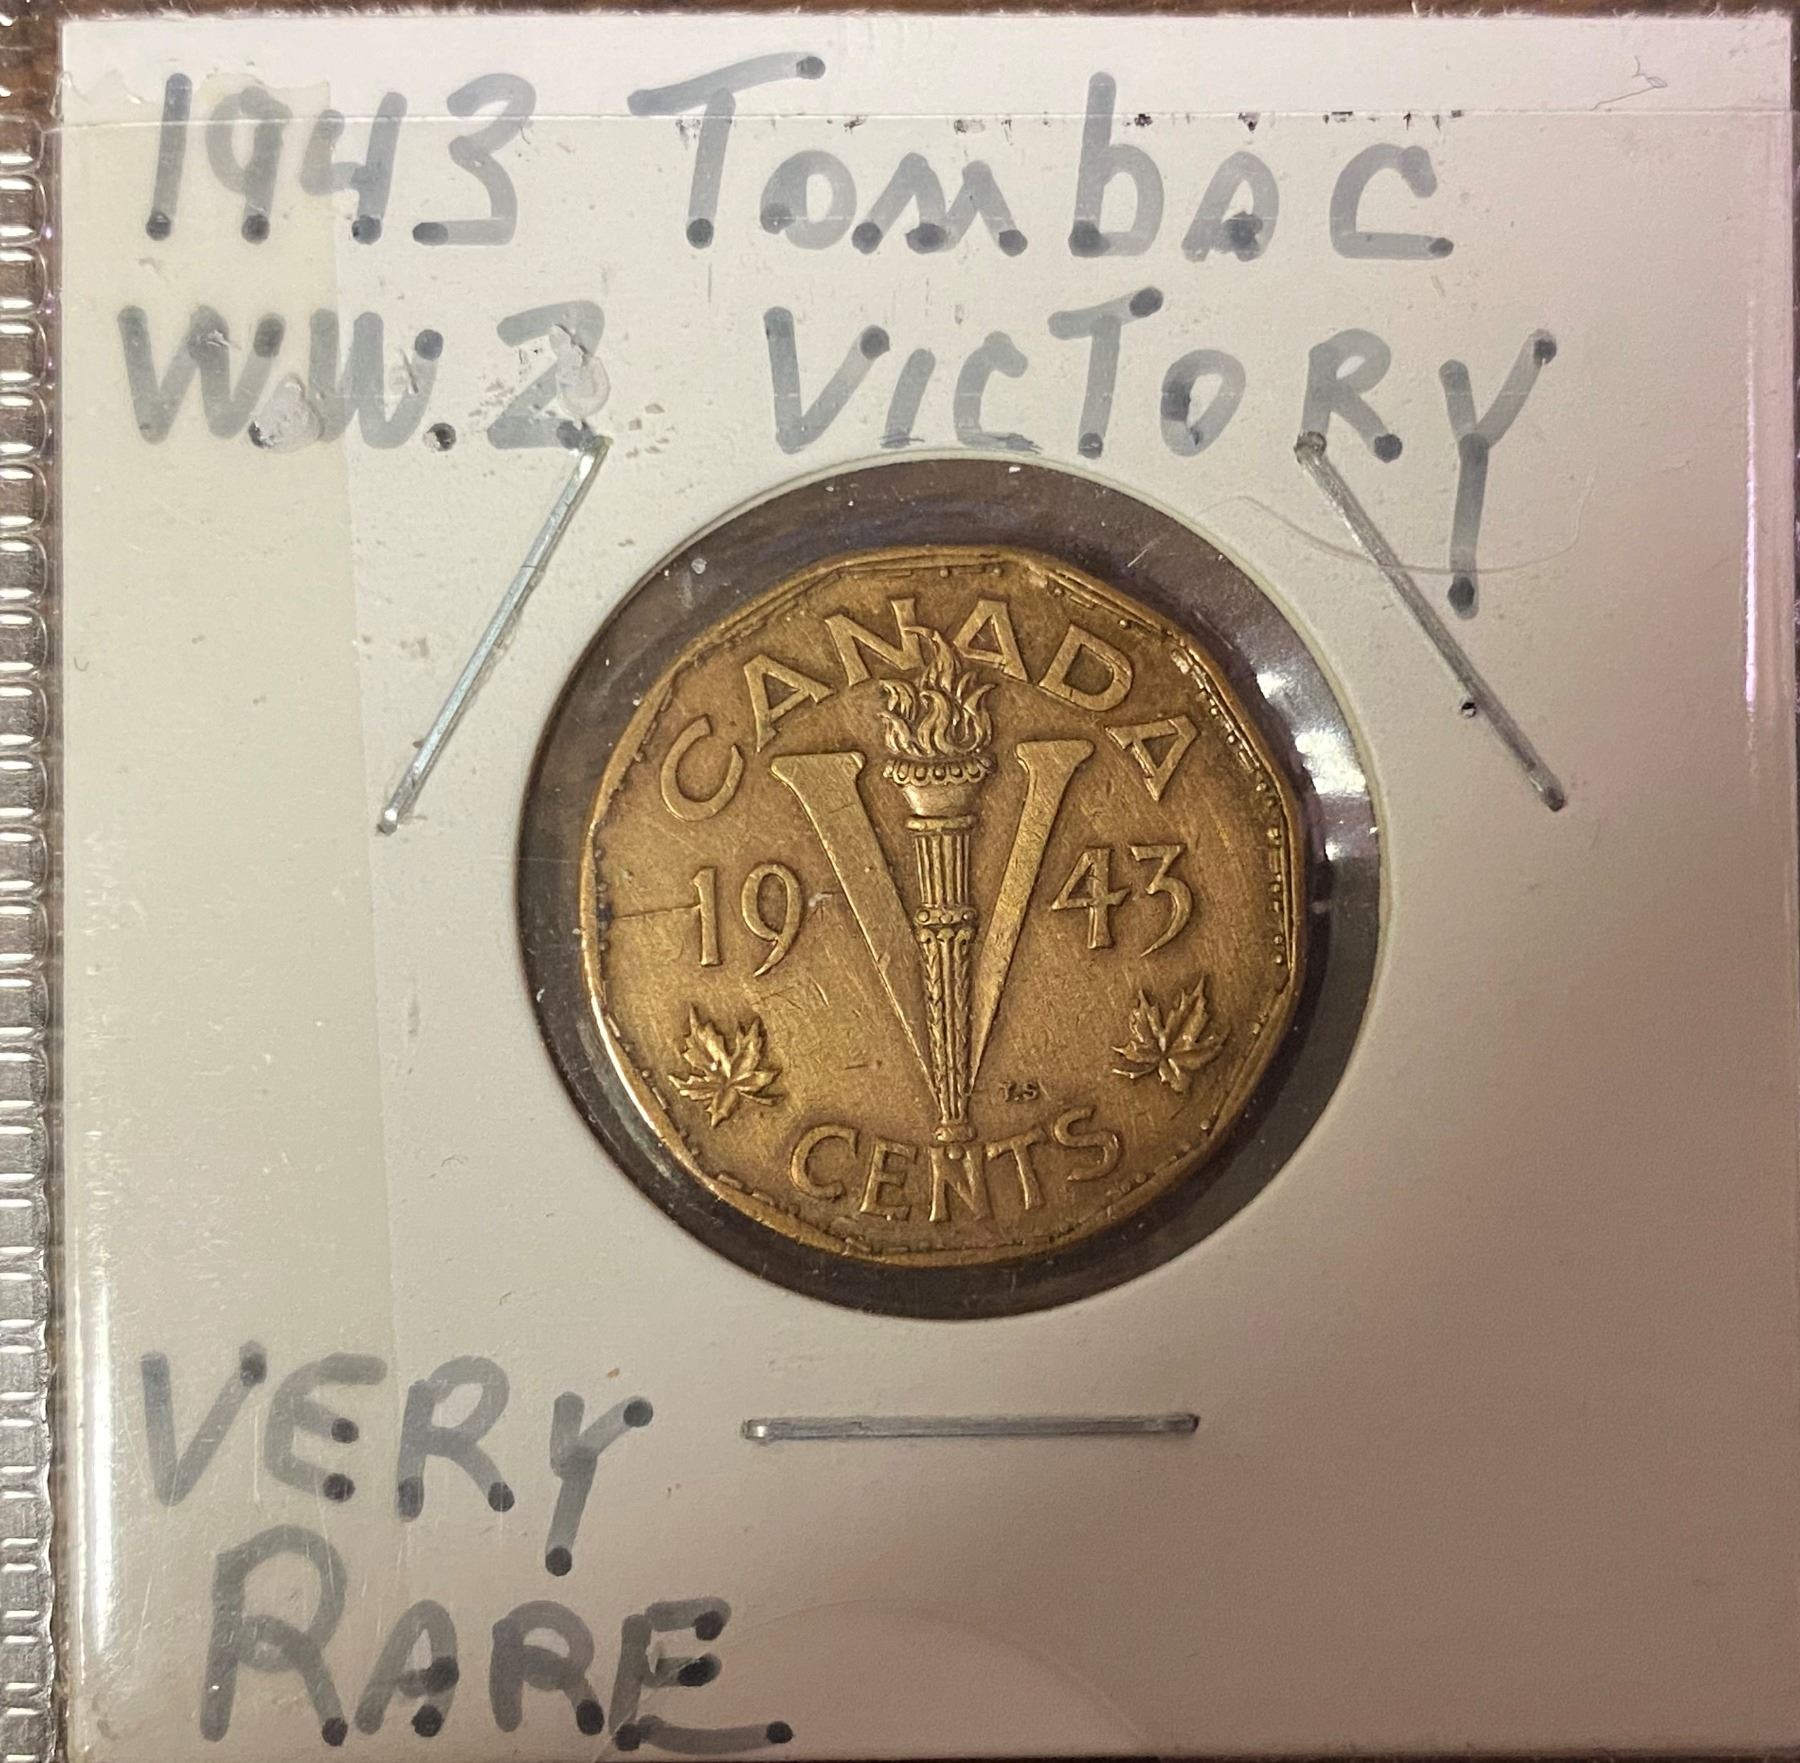 1943 Tombac
W.W.2 VICTORY
CANADA
19 V 43
T.S
CENTS
VERY
RARE